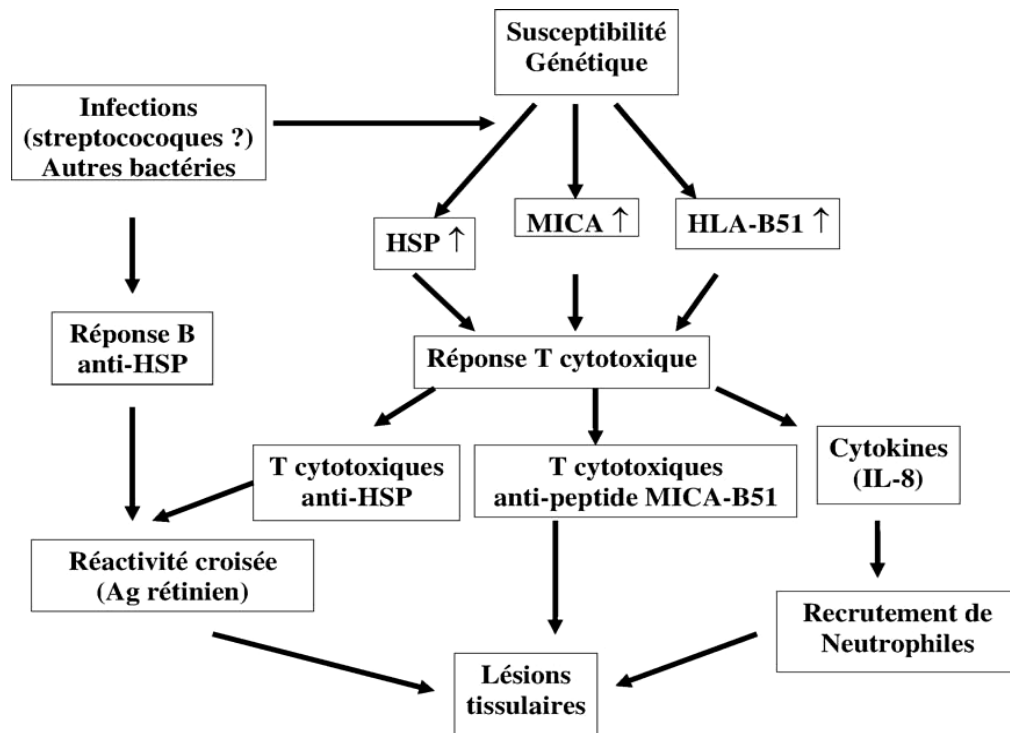 Susceptibilité
Génétique
Infections
(streptococoques ?)
Autres bactéries
HSP ↑
MICA ↑
HLA-B51 ↑
Réponse B
anti-HSP
Réponse T cytotoxique
T cytotoxiques
anti-HSP
T cytotoxiques
anti-peptide MICA-B51
Cytokines
(IL-8)
Réactivité croisée
(Ag rétinien)
Recrutement de
Neutrophiles
Lésions
tissulaires